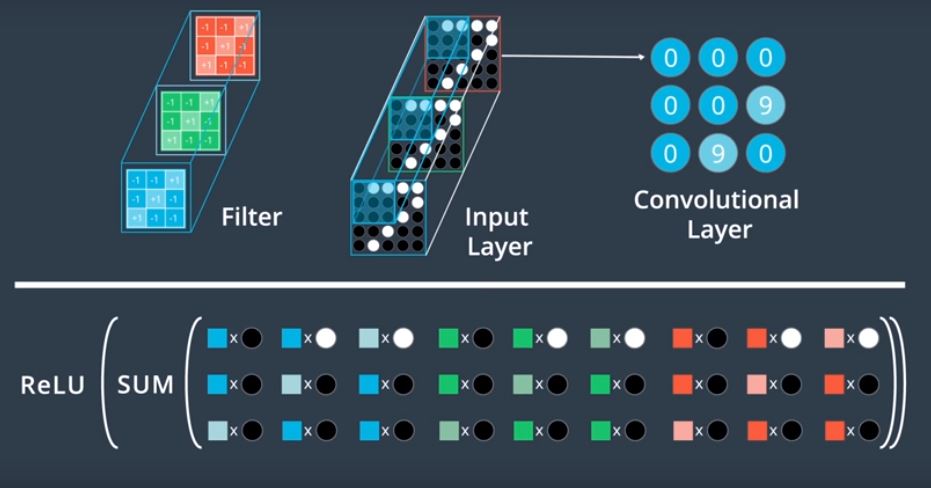 -1 -1 +1
-1 +1 -1
+1 -1 -1
-1 -1 +1
-1 +1 -1
+1 -1 -1
-1 -1 +1
-1 +1 -1
+1 -1 -1
Filter
Input
Layer
0 0 0
0 0 9
0 9 0
Convolutional
Layer
x x x x x x x x x
ReLU ( SUM ( x x x x x x x x x ))
x x x x x x x x x